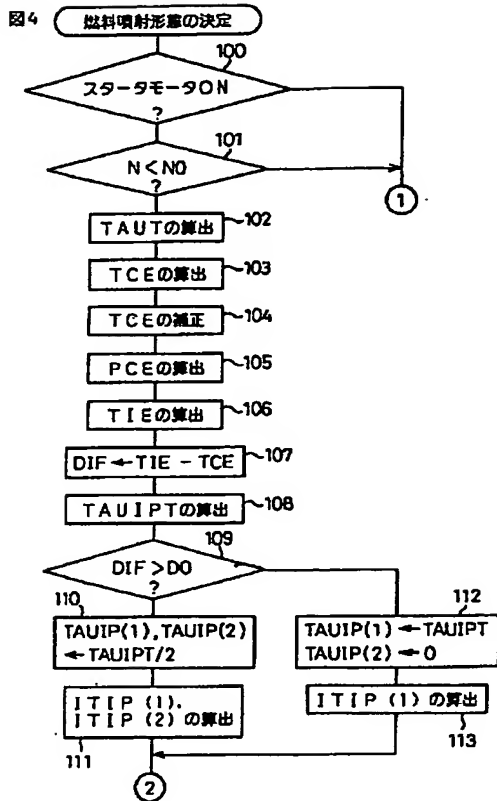 図4
燃料噴射形態の決定
100
スタータモータON
?
101
N<N0
?
1
TAUTの算出
102
TCEの算出
103
TCEの補正
104
PCEの算出
105
TIEの算出
106
DIF←TIE - TCE
107
TAUIPTの算出
108
109
DIF>D0
?
110
TAUIP(1),TAUIP(2)
←TAUIPT/2
112
TAUIP(1)←TAUIPT
TAUIP(2)←0
ITIP (1).
ITIP (2) の算出
111
ITIP (1) の算出
113
2